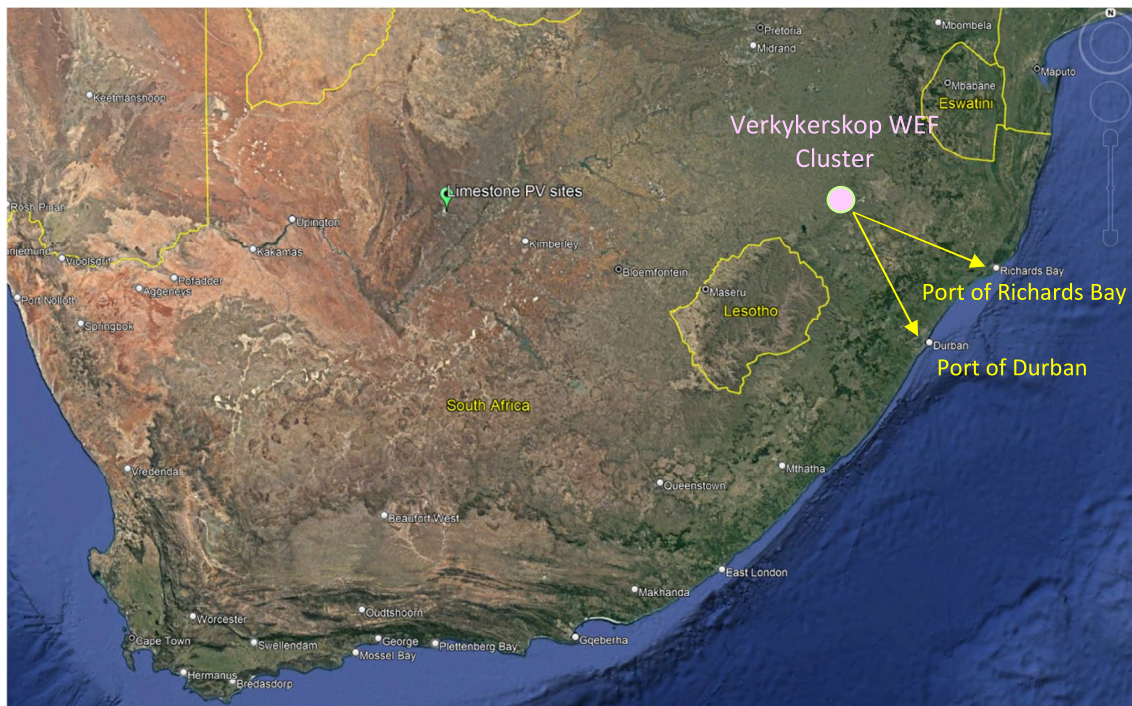 N
Mbombela
Pretoria
Midrand
Maputo
Mbabane
Keetmanshoop
Eswatini
Verkykerskop WEF
Cluster
Limestone PV sites
Rosh Pinah
Upington
Kimberley
Kakamas
anjemund
Vioolsdrif
Bloemfontein
Richards Bay
Pofadder
Aggeneys
Maseru
Port of Richards Bay
Port Nolloth
Lesotho
Springbok
Durban
Port of Durban
South Africa
Vredenda
Mthatha
Queenstown
Beaufort West
East London
Makhanda
Oudtshoorn
Worcester
Cape Town
Swellendam
George
Plettenberg Bay
Gqeberha
Mossel Bay
Hermanus
Bredasdorp